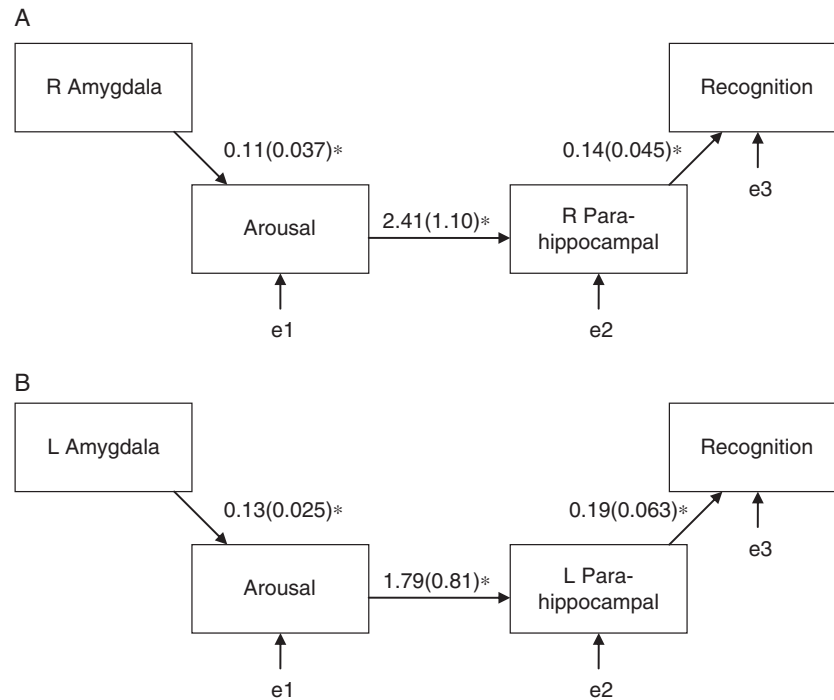 A
R Amygdala
Recognition
0.11(0.037)*
0.14(0.045)*
e3
Arousal
2.41(1.10)*
R Para-
hippocampal
e1
e2
B
L Amygdala
Recognition
0.13(0.025)*
0.19(0.063)*
e3
Arousal
1.79(0.81)*
L Para-
hippocampal
e1
e2